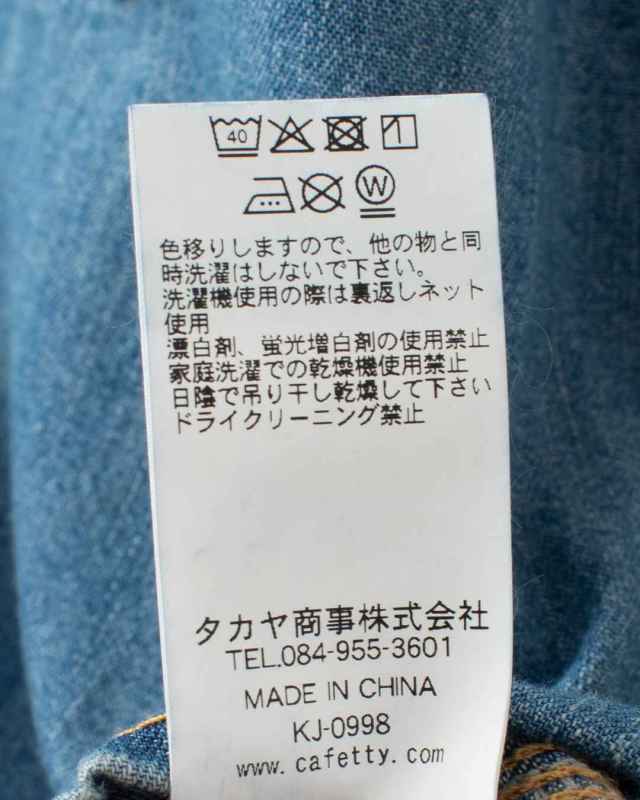 40
W
色移りしますので、他の物と同
時洗濯はしないで下さい。
洗濯機使用の際は裏返しネット
使用
漂白剤、蛍光増白剤の使用禁止
家庭洗濯での乾燥機使用禁止
日陰で吊り干し乾燥して下さい
ドライクリーニング禁止
タカヤ商事株式会社
TEL.084-955-3601
MADE IN CHINA
KJ-0998
www.cafetty.com